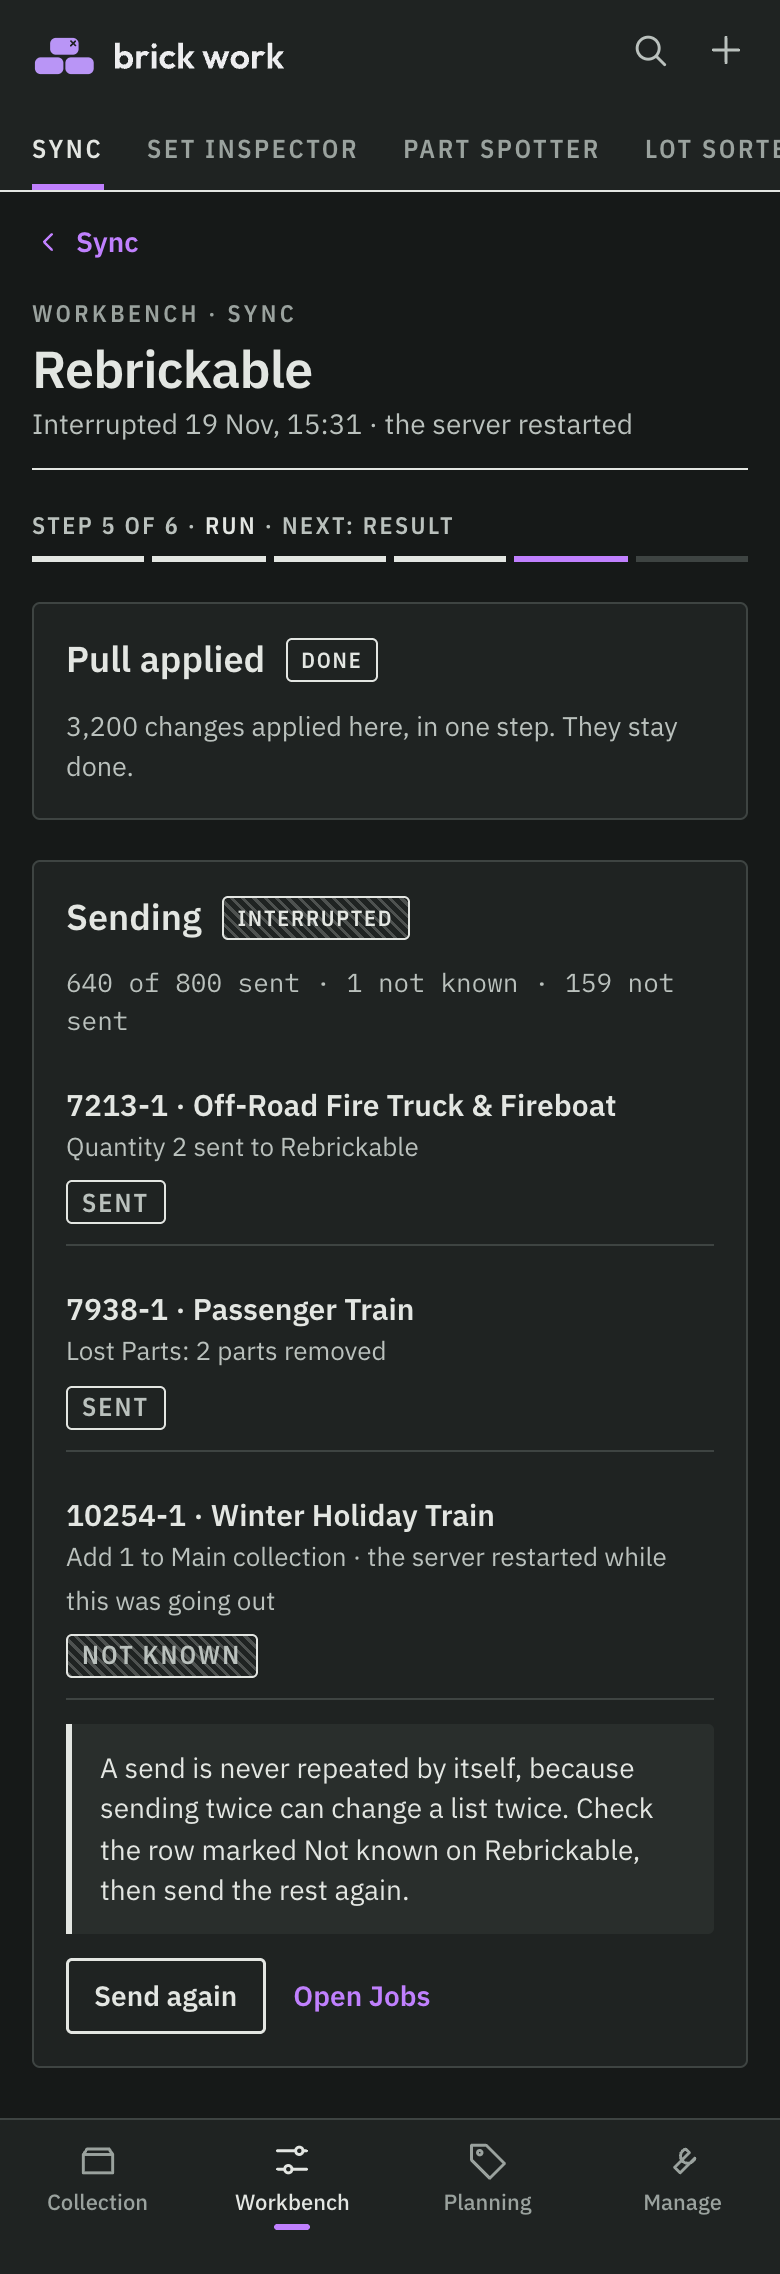 brick work
SYNC SET INSPECTOR PART SPOTTER LOT SORTE
Sync
WORKBENCH · SYNC
Rebrickable
Interrupted 19 Nov, 15:31 · the server restarted
STEP 5 OF 6 · RUN · NEXT: RESULT
Pull applied DONE
3,200 changes applied here, in one step. They stay
done.
Sending INTERRUPTED
640 of 800 sent · 1 not known · 159 not
sent
7213-1 · Off-Road Fire Truck & Fireboat
Quantity 2 sent to Rebrickable
SENT
7938-1 · Passenger Train
Lost Parts: 2 parts removed
SENT
10254-1 · Winter Holiday Train
Add 1 to Main collection · the server restarted while
this was going out
NOT KNOWN
A send is never repeated by itself, because
sending twice can change a list twice. Check
the row marked Not known on Rebrickable,
then send the rest again.
Send again Open Jobs
Collection Workbench Planning Manage